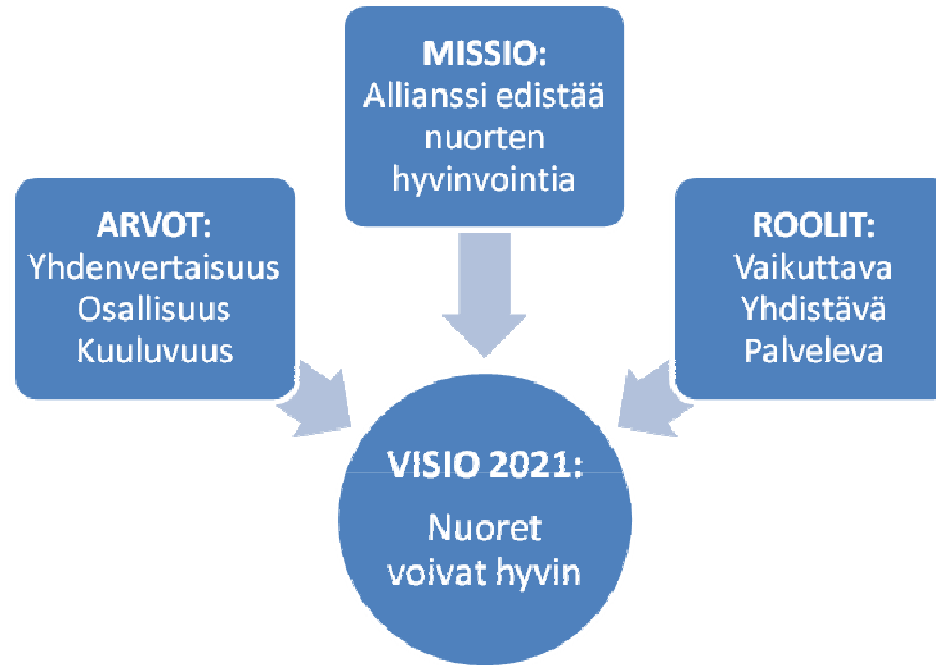 MISSIO:
Allianssi edistää
nuorten
hyvinvointia
ARVOT:
Yhdenvertaisuus
Osallisuus
Kuuluvuus
ROOLIT:
Vaikuttava
Yhdistävä
Palveleva
VISIO 2021:
Nuoret
voivat hyvin